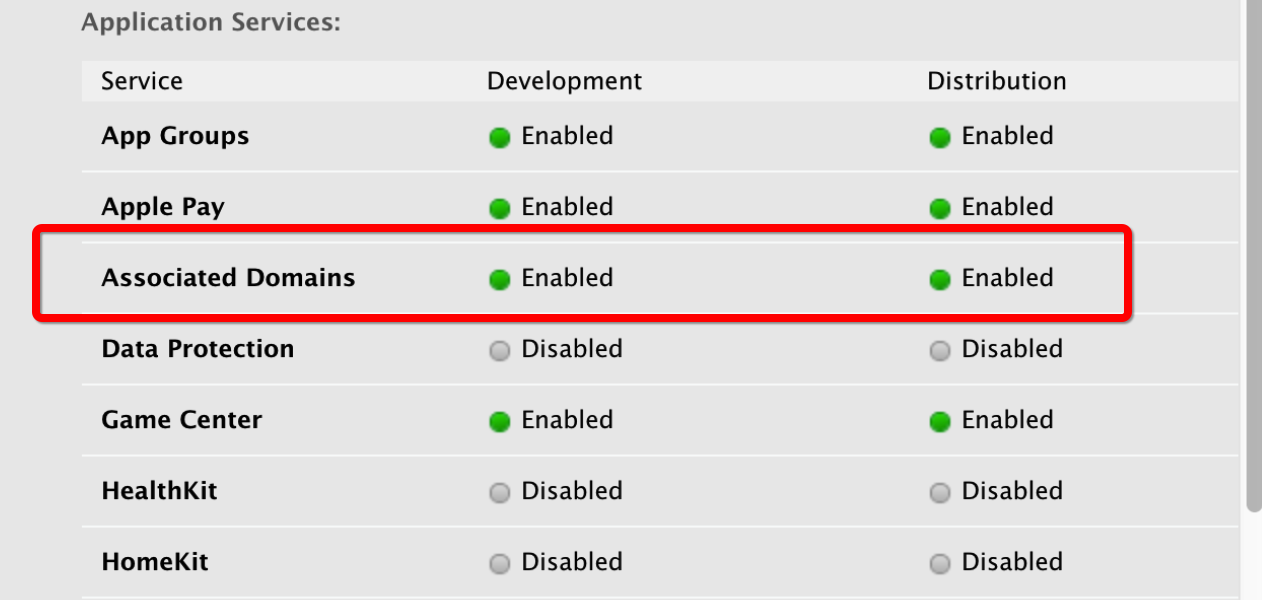 Application Services:
Service Development Distribution
App Groups Enabled Enabled
Apple Pay Enabled Enabled
Associated Domains Enabled Enabled
Data Protection Disabled Disabled
Game Center Enabled Enabled
HealthKit Disabled Disabled
HomeKit Disabled Disabled